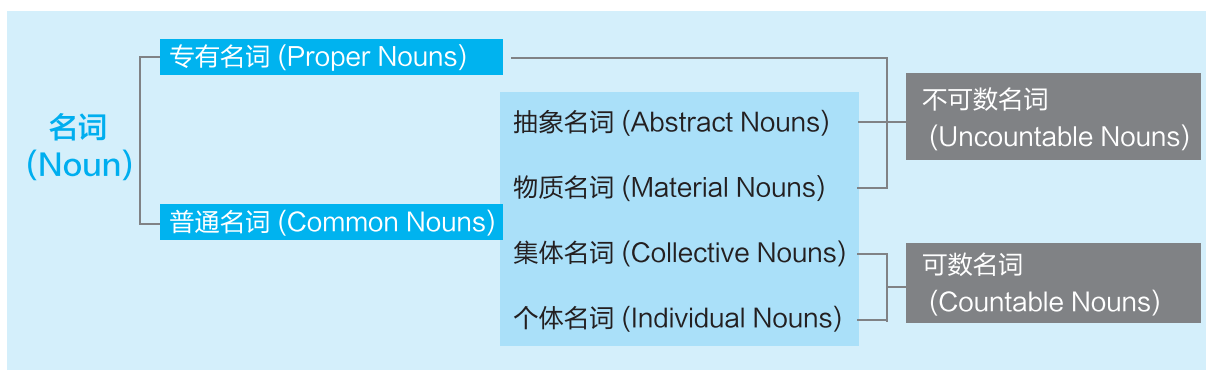 名词
(Noun)
专有名词 (Proper Nouns)
普通名词 (Common Nouns)
抽象名词 (Abstract Nouns)
物质名词 (Material Nouns)
集体名词 (Collective Nouns)
个体名词 (Individual Nouns)
不可数名词
(Uncountable Nouns)
可数名词
(Countable Nouns)